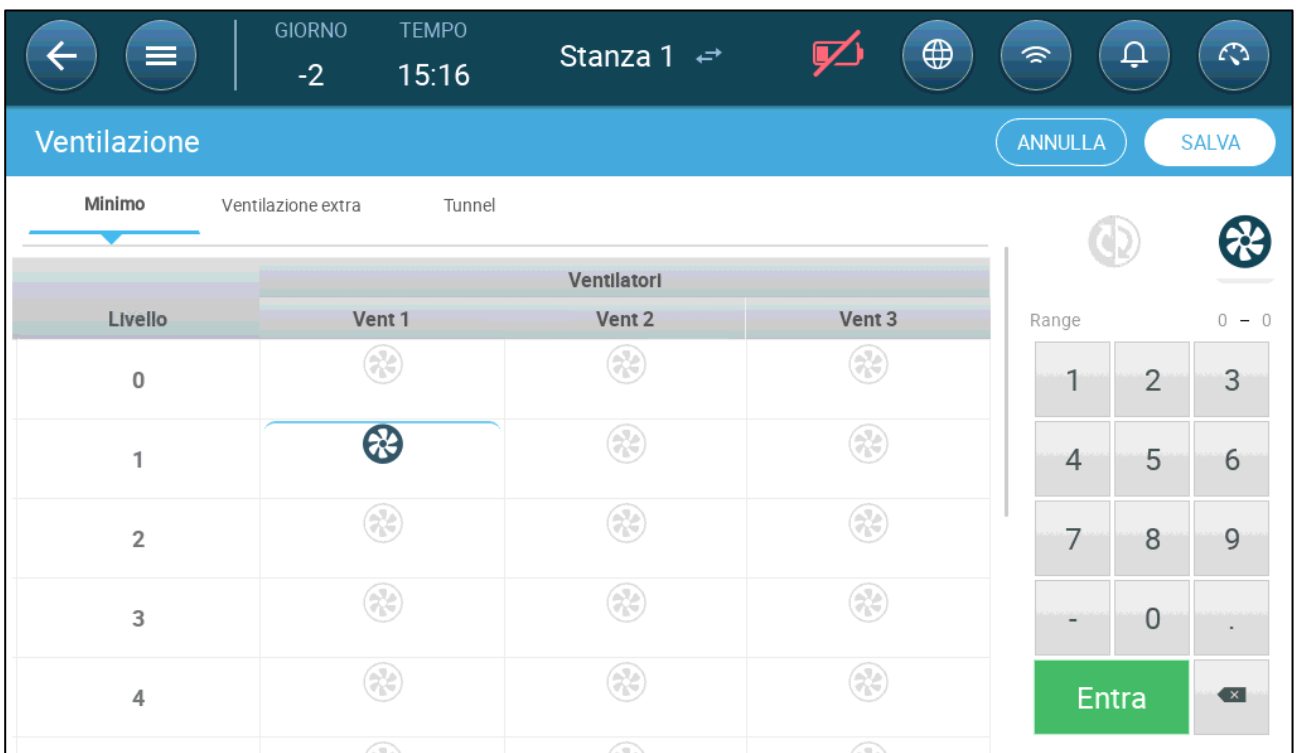 GIORNO TEMPO
-2 15:16 Stanza 1
Ventilazione ANNULLA SALVA
Minimo Ventilazione extra Tunnel
Ventilatori
Livello Vent 1 Vent 2 Vent 3
Range 0 – 0
0
1
2
3
4
1 2 3
4 5 6
7 8 9
- 0 .
Entra